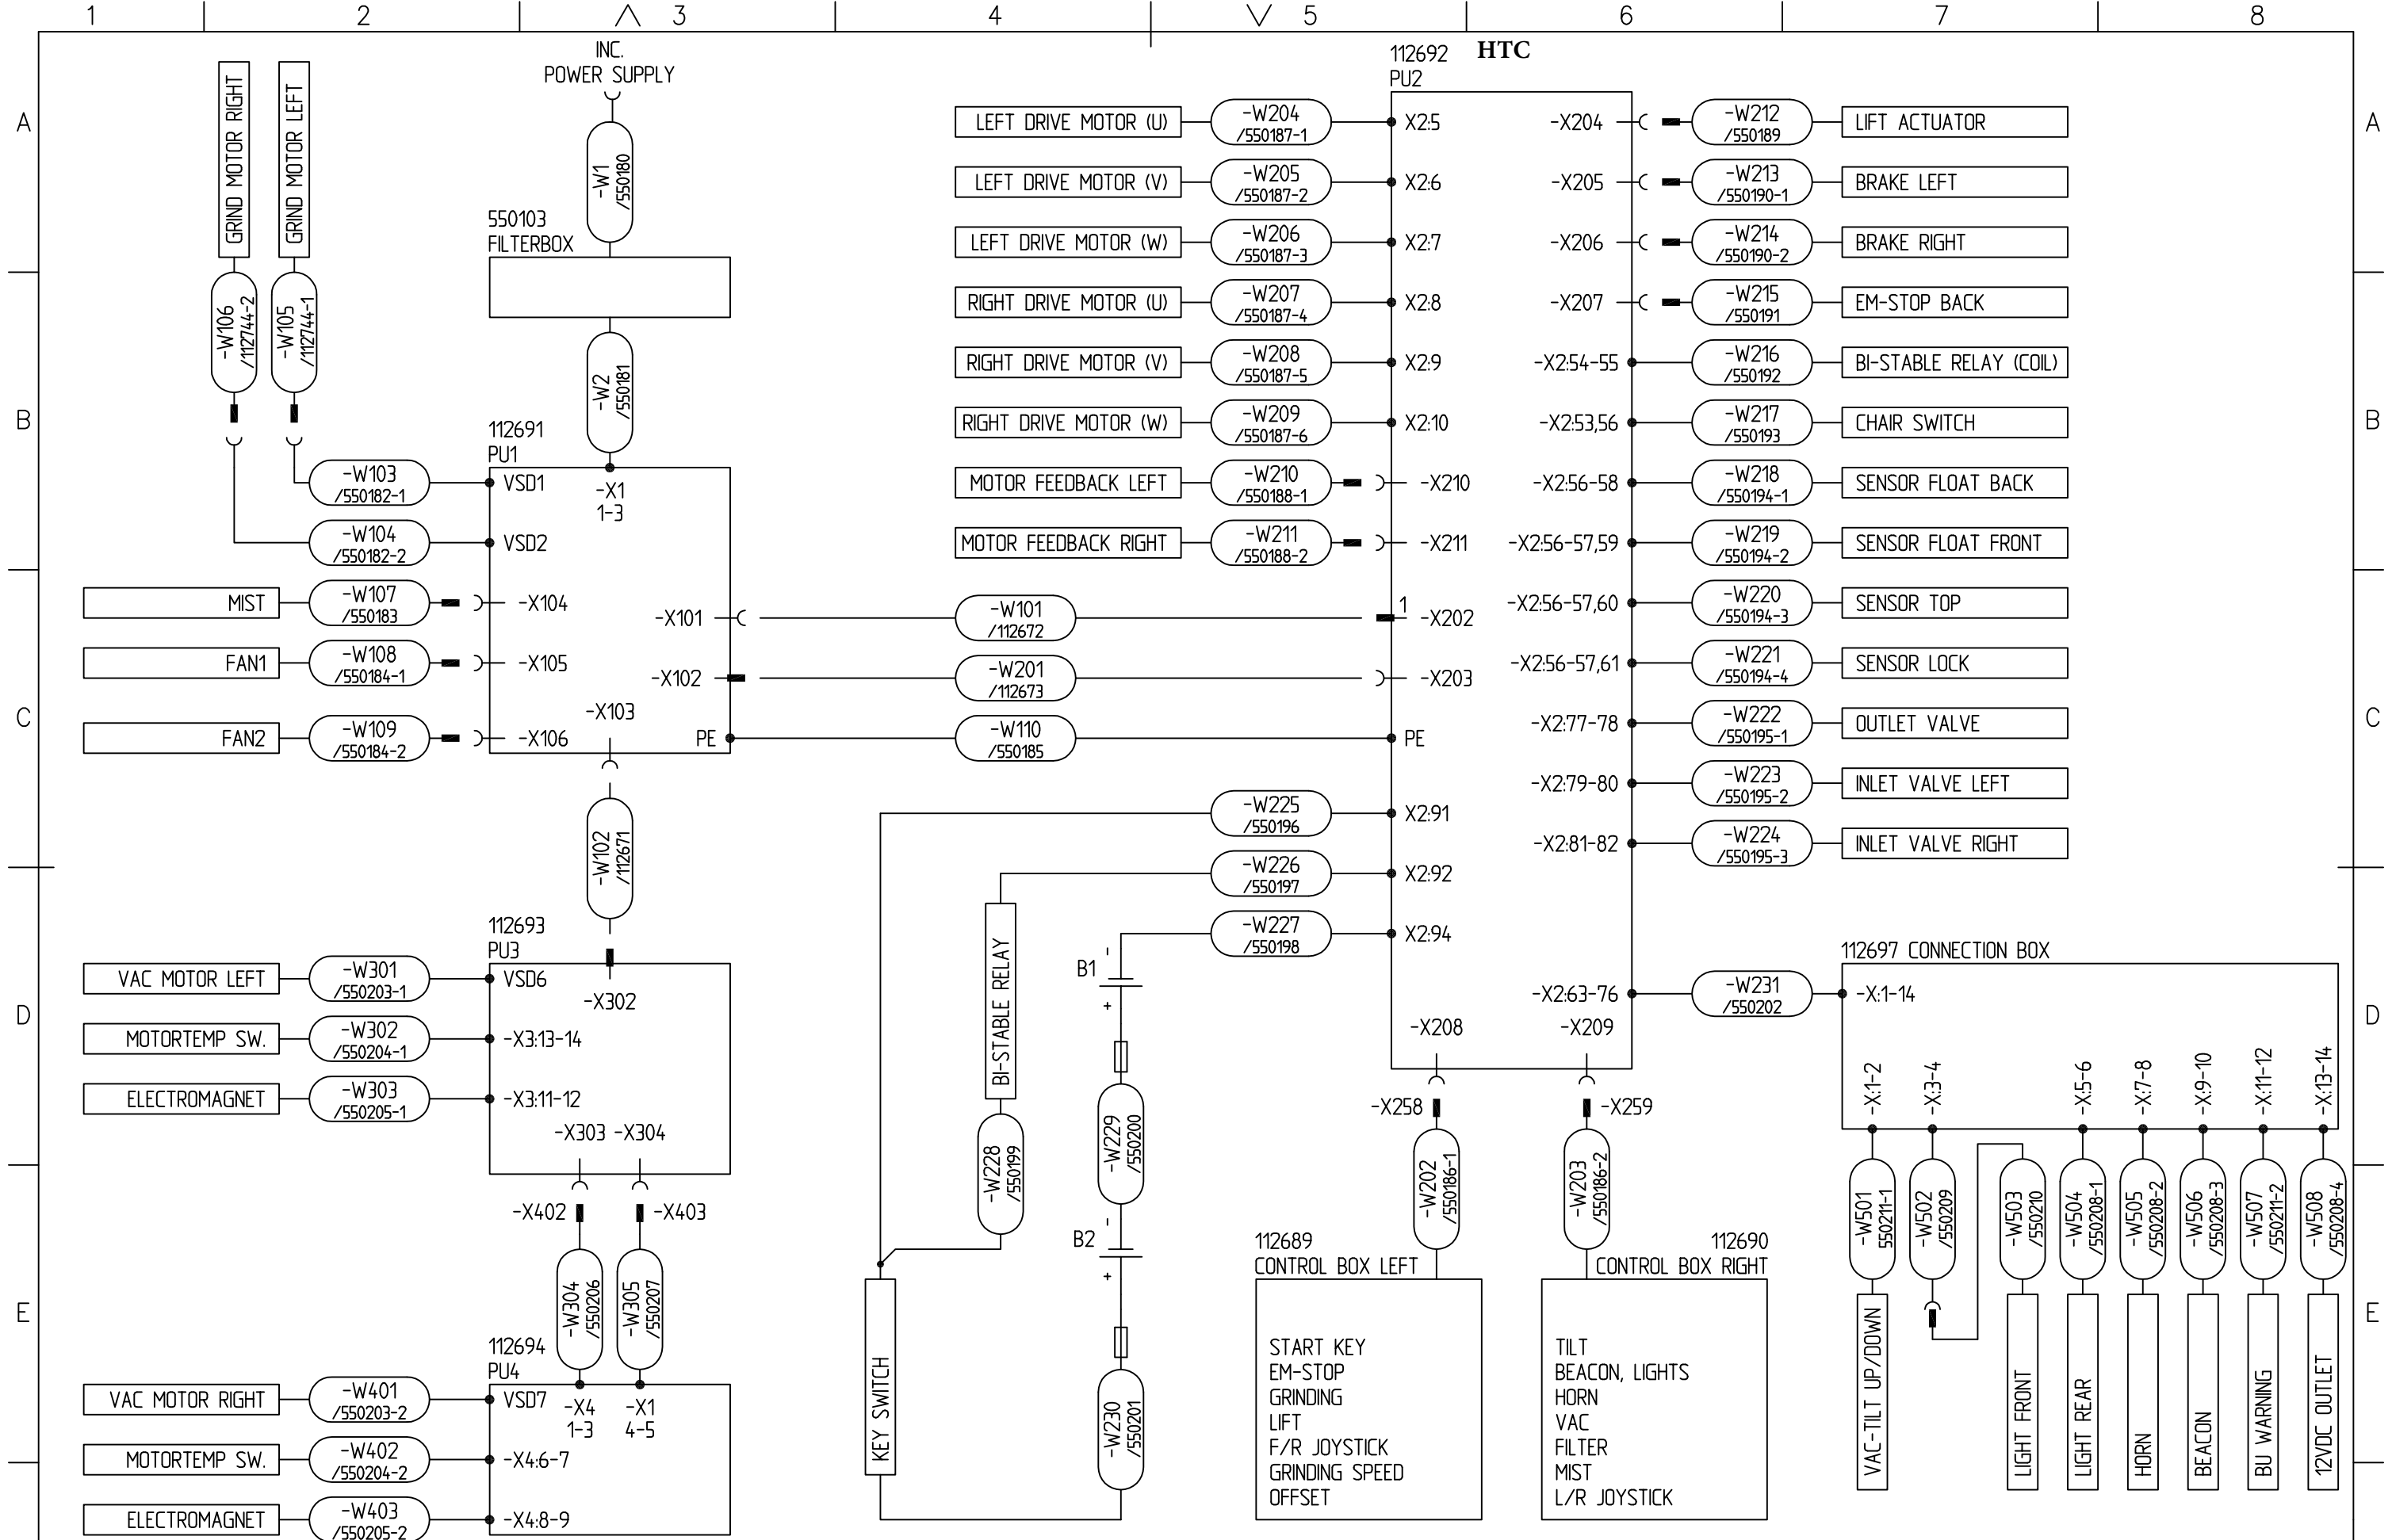 1 2 3 4 5 6 7 8
A
B
C
D
E
A
B
C
D
E
INC.
POWER SUPPLY
GRIND MOTOR RIGHT
GRIND MOTOR LEFT
-W106
/112744-2
-W105
/112744-1
-W1
/550180
550103
FILTERBOX
-W2
/550181
112691
PU1
-W103
/550182-1
VSD1
-X1
1-3
-W104
/550182-2
VSD2
MIST
-W107
/550183
-X104
FAN1
-W108
/550184-1
-X105
FAN2
-W109
/550184-2
-X106
-X103
-X101
-X102
PE
-W101
/112672
-W201
/112673
-W110
/550185
-W102
/112671
112693
PU3
VAC MOTOR LEFT
-W301
/550203-1
VSD6
-X302
MOTORTEMP SW.
-W302
/550204-1
-X3:13-14
ELECTROMAGNET
-W303
/550205-1
-X3:11-12
-X303 -X304
-X402
-X403
-W304
/550206
-W305
/550207
112694
PU4
VAC MOTOR RIGHT
-W401
/550203-2
VSD7
-X4
1-3
-X1
4-5
MOTORTEMP SW.
-W402
/550204-2
-X4:6-7
ELECTROMAGNET
-W403
/550205-2
-X4:8-9
112692
PU2
HTC
LEFT DRIVE MOTOR (U)
-W204
/550187-1
X2:5
LEFT DRIVE MOTOR (V)
-W205
/550187-2
X2:6
LEFT DRIVE MOTOR (W)
-W206
/550187-3
X2:7
RIGHT DRIVE MOTOR (U)
-W207
/550187-4
X2:8
RIGHT DRIVE MOTOR (V)
-W208
/550187-5
X2:9
RIGHT DRIVE MOTOR (W)
-W209
/550187-6
X2:10
MOTOR FEEDBACK LEFT
-W210
/550188-1
-X210
MOTOR FEEDBACK RIGHT
-W211
/550188-2
-X211
1
-X202
-X203
PE
-W225
/550196
X2:91
-W226
/550197
X2:92
-W227
/550198
X2:94
BI-STABLE RELAY
-W228
/550199
KEY SWITCH
-
B1
+
-W229
/550200
-
B2
+
-W230
/550201
-X204
-W212
/550189
LIFT ACTUATOR
-X205
-W213
/550190-1
BRAKE LEFT
-X206
-W214
/550190-2
BRAKE RIGHT
-X207
-W215
/550191
EM-STOP BACK
-X2:54-55
-W216
/550192
BI-STABLE RELAY (COIL)
-X2:53,56
-W217
/550193
CHAIR SWITCH
-X2:56-58
-W218
/550194-1
SENSOR FLOAT BACK
-X2:56-57,59
-W219
/550194-2
SENSOR FLOAT FRONT
-X2:56-57,60
-W220
/550194-3
SENSOR TOP
-X2:56-57,61
-W221
/550194-4
SENSOR LOCK
-X2:77-78
-W222
/550195-1
OUTLET VALVE
-X2:79-80
-W223
/550195-2
INLET VALVE LEFT
-X2:81-82
-W224
/550195-3
INLET VALVE RIGHT
-X2:63-76
-W231
/550202
-X208
-X209
-X258
-X259
-W202
/550186-1
-W203
/550186-2
112689
CONTROL BOX LEFT
START KEY
EM-STOP
GRINDING
LIFT
F/R JOYSTICK
GRINDING SPEED
OFFSET
112690
CONTROL BOX RIGHT
TILT
BEACON, LIGHTS
HORN
VAC
FILTER
MIST
L/R JOYSTICK
112697 CONNECTION BOX
-X:1-14
-X:1-2
-X:3-4
-X:5-6
-X:7-8
-X:9-10
-X:11-12
-X:13-14
-W501
550211-1
-W502
/550209
-W503
/550210
-W504
/550208-1
-W505
/550208-2
-W506
/550208-3
-W507
/550211-2
-W508
/550208-4
VAC-TILT UP/DOWN
LIGHT FRONT
LIGHT REAR
HORN
BEACON
BU WARNING
12VDC OUTLET